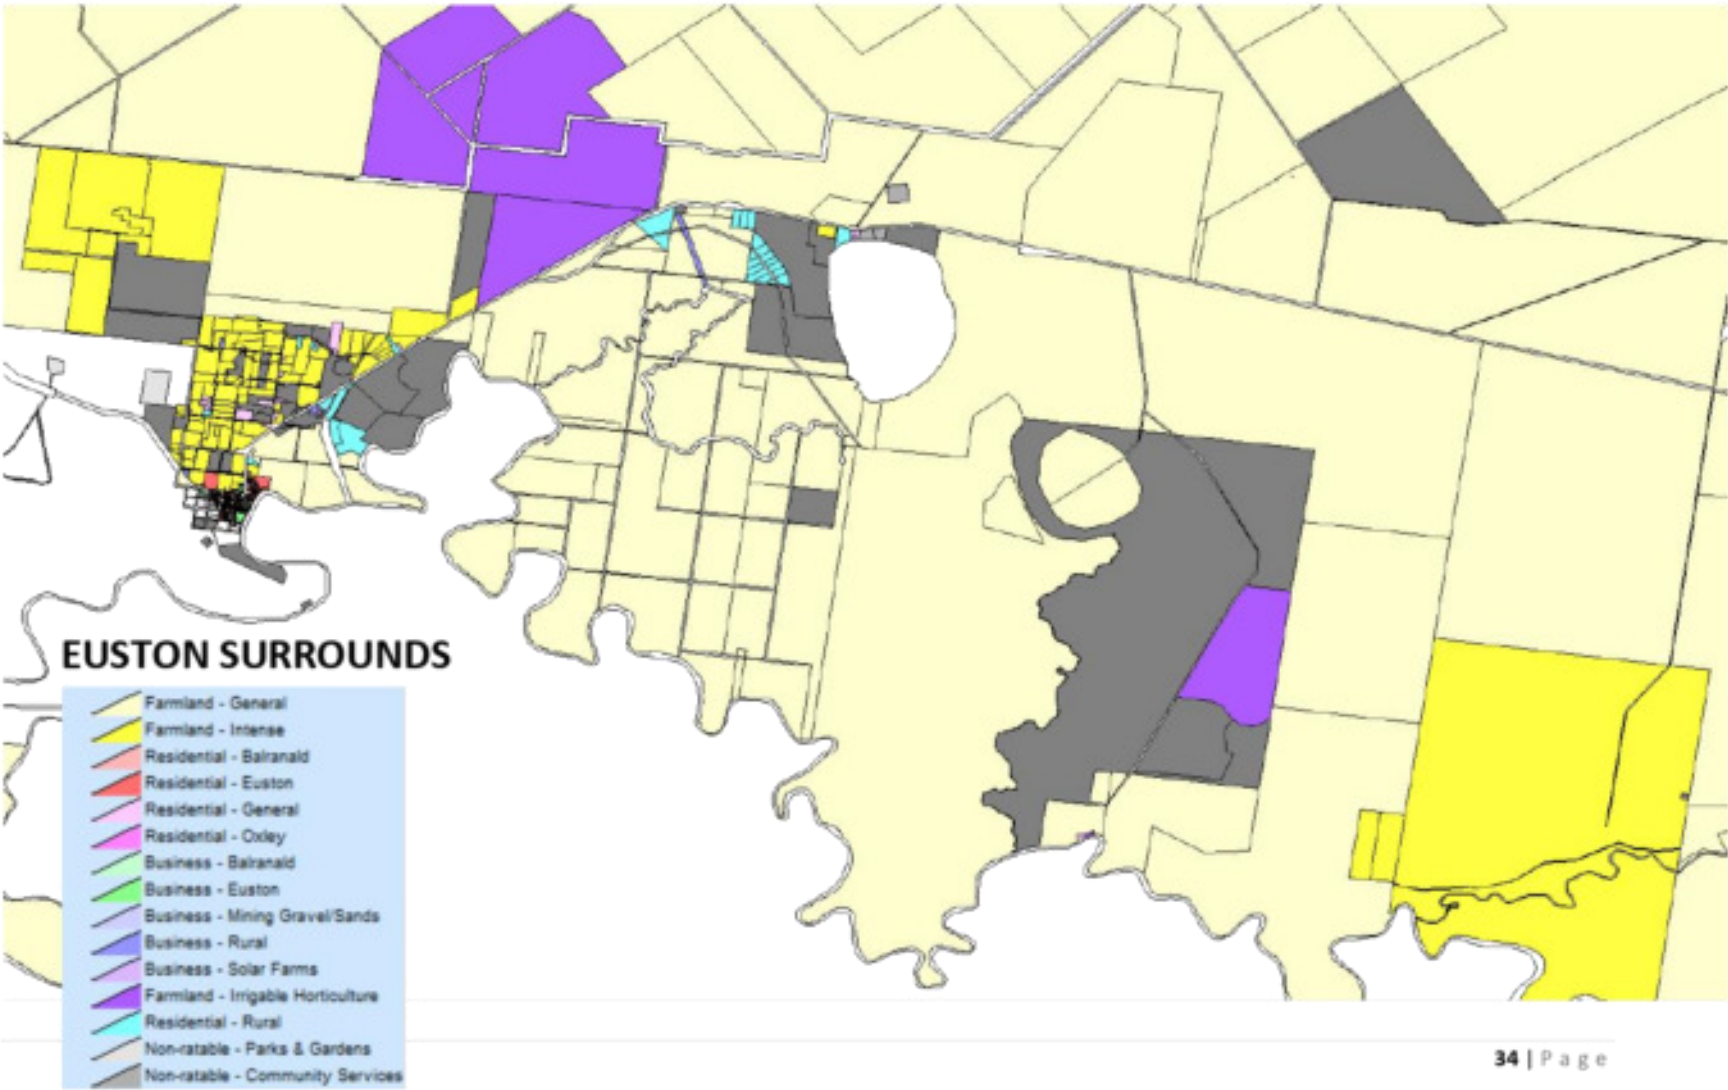 EUSTON SURROUNDS
Farmland - General
Farmland - Intense
Residential - Balranald
Residential - Euston
Residential - General
Residential - Oxley
Business - Balranald
Business - Euston
Business - Mining Gravel/Sands
Business - Rural
Business - Solar Farms
Farmland - Irrigable Horticulture
Residential - Rural
Non-ratable - Parks & Gardens
Non-ratable - Community Services
34 | Page